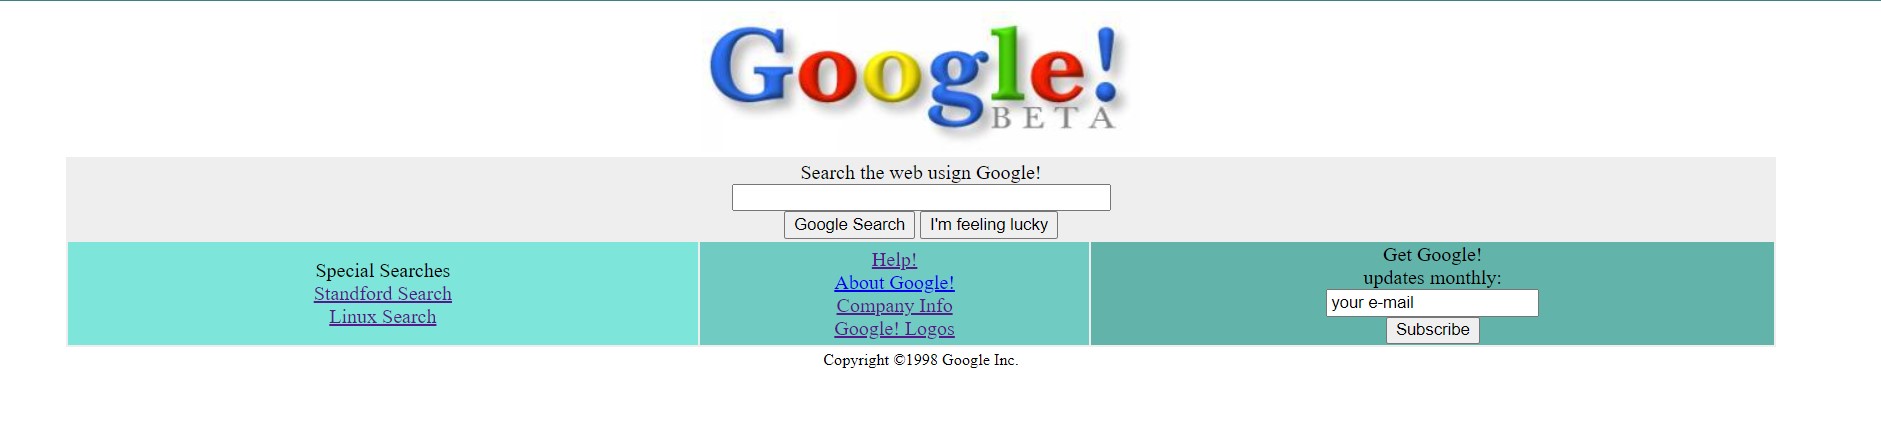 Google!
BETA
Search the web usign Google!
Google Search I'm feeling lucky
Special Searches
Standford Search
Linux Search
Help!
About Google!
Company Info
Google! Logos
Get Google!
updates monthly:
your e-mail
Subscribe
Copyright ©1998 Google Inc.